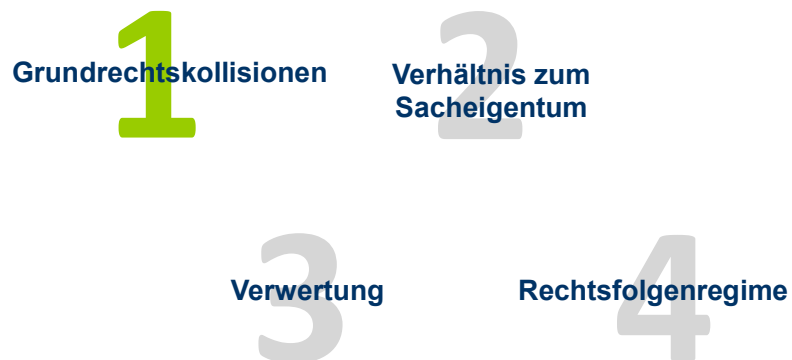 1
Grundrechtskollisionen
2
Verhältnis zum
Sacheigentum
3
Verwertung
4
Rechtsfolgenregime